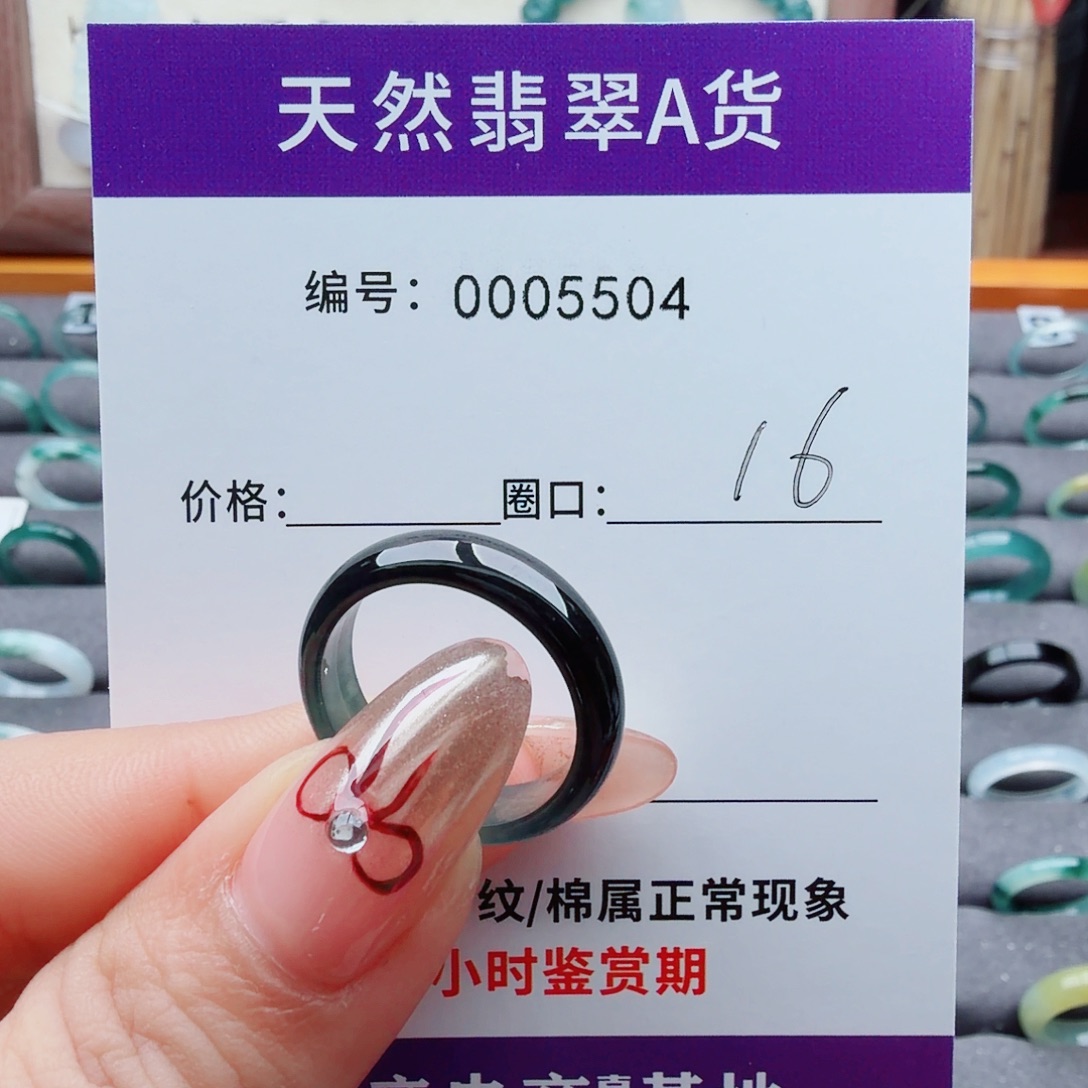 天然翡翠A货
编号：0005504
价格：
圈口：16
纹/棉属正常现象
小时鉴赏期